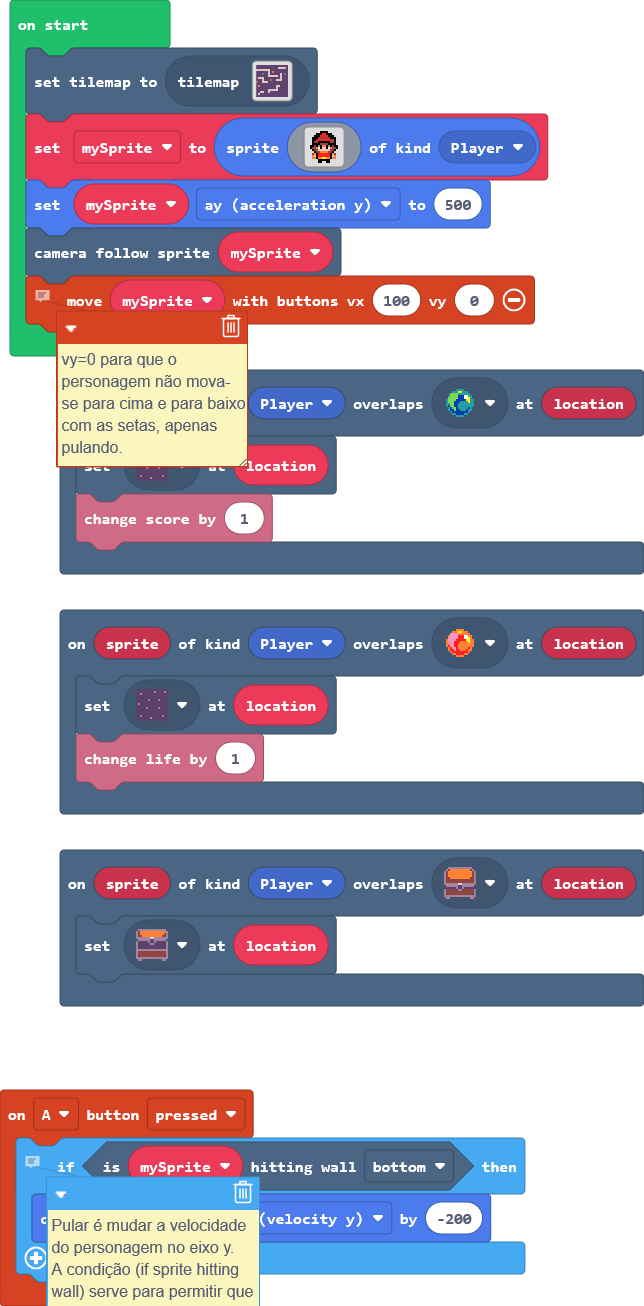 on start
set tilemap to tilemap
set mySprite to sprite of kind Player
set mySprite ay (acceleration y) to 500
camera follow sprite mySprite
move mySprite with buttons vx 100 vy 0
vy=0 para que o
personagem não mova-
se para cima e para baixo
com as setas, apenas
pulando.
Player overlaps at location
set at location
change score by 1
on sprite of kind Player overlaps at location
set at location
change life by 1
on sprite of kind Player overlaps at location
set at location
on A button pressed
if is mySprite hitting wall bottom then
(velocity y) by -200
Pular é mudar a velocidade
do personagem no eixo y.
A condição (if sprite hitting
wall) serve para permitir que